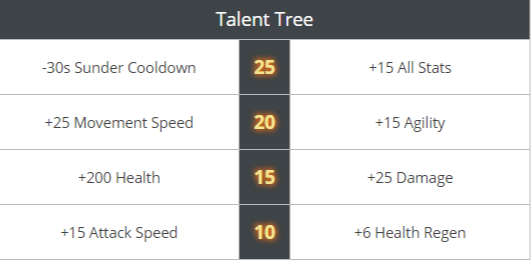 Talent Tree
-30s Sunder Cooldown 25 +15 All Stats
+25 Movement Speed 20 +15 Agility
+200 Health 15 +25 Damage
+15 Attack Speed 10 +6 Health Regen